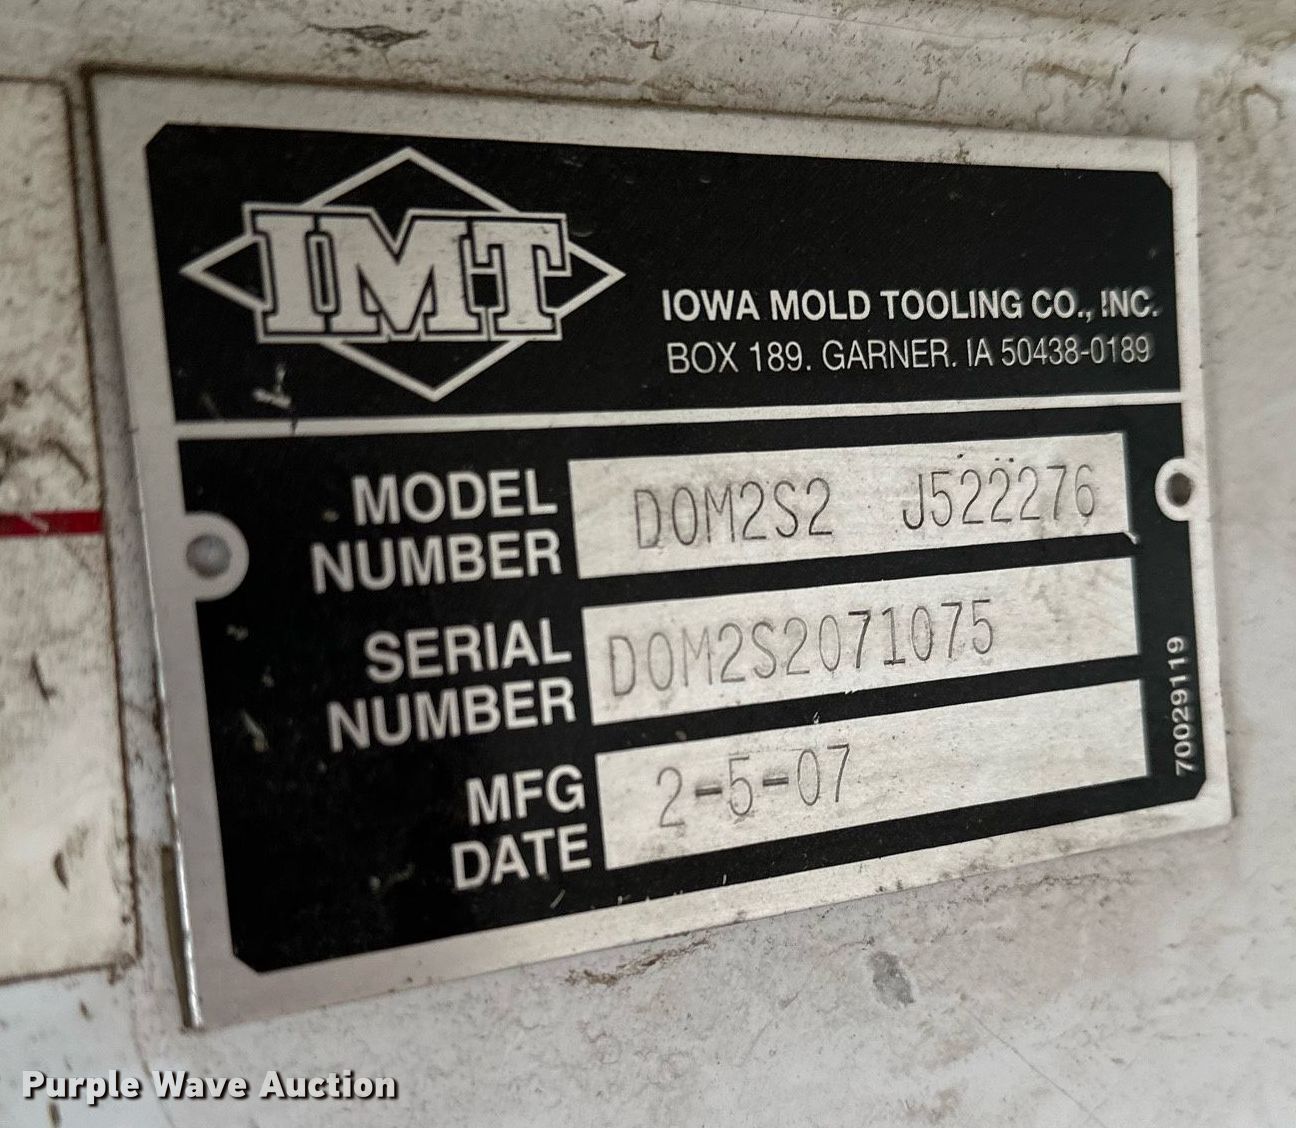 IMT
IOWA MOLD TOOLING CO., INC.
BOX 189. GARNER. IA 50438-0189
MODEL NUMBER DOM2S2 J522276
SERIAL NUMBER DOM2S2071075
MFG DATE 2-5-07
70029119
Purple Wave Auction